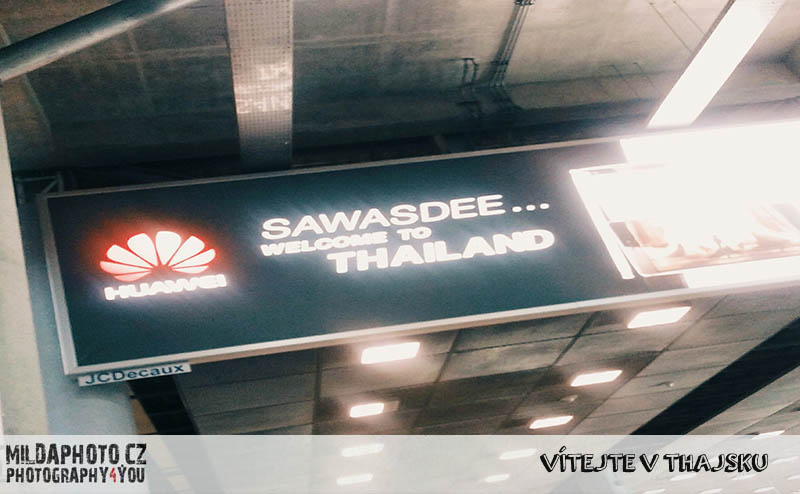 SAWASDEE...
WELCOME TO
THAILAND
HUAWEI
JCDecaux
MILDAPHOTO CZ
PHOTOGRAPHY4YOU
VÍTEJTE V THAJSKU